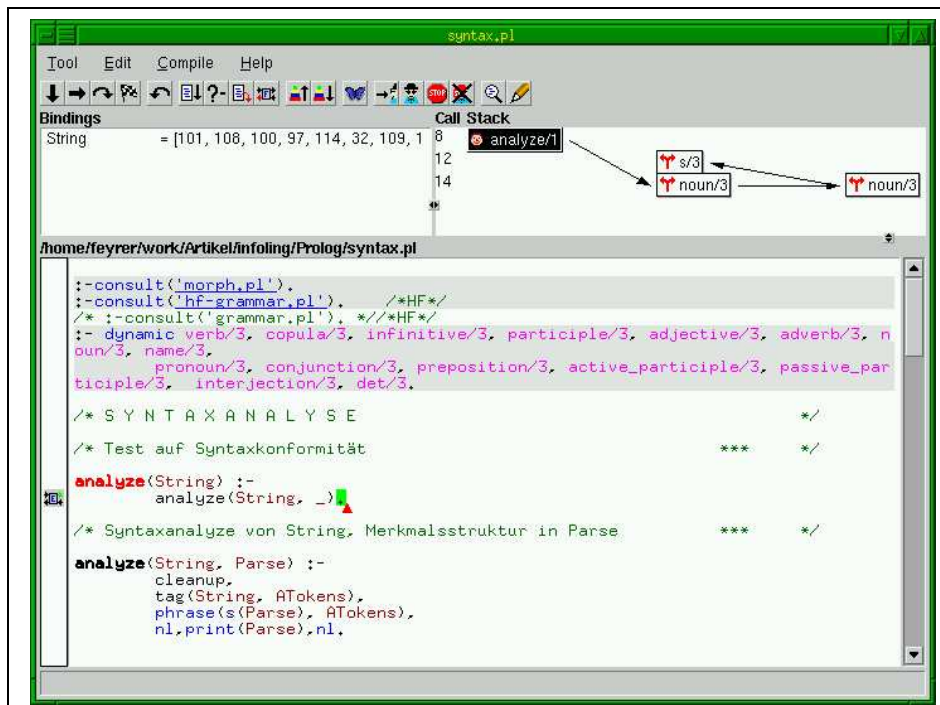 syntax.pl
Tool Edit Compile Help
?-
STOP
Bindings
Call Stack
String = [101, 108, 100, 97, 114, 32, 109, 1
8
analyze/1
12
s/3
14
noun/3
noun/3
/home/feyrer/work/Artikel/infoling/Prolog/syntax.pl
:-consult('morph.pl').
:-consult('hf-grammar.pl'). /*HF*/
/* :-consult('grammar.pl'). *//*HF*/
:- dynamic verb/3, copula/3, infinitive/3, participle/3, adjective/3, adverb/3, n
oun/3, name/3,
pronoun/3, conjunction/3, preposition/3, active_participle/3, passive_par
ticiple/3, interjection/3, det/3.
/* S Y N T A X A N A L Y S E */
/* Test auf Syntaxkonformität *** */
analyze(String) :-
analyze(String, _).
/* Syntaxanalyze von String, Merkmalsstruktur in Parse *** */
analyze(String, Parse) :-
cleanup,
tag(String, ATokens),
phrase(s(Parse), ATokens),
nl,print(Parse),nl.